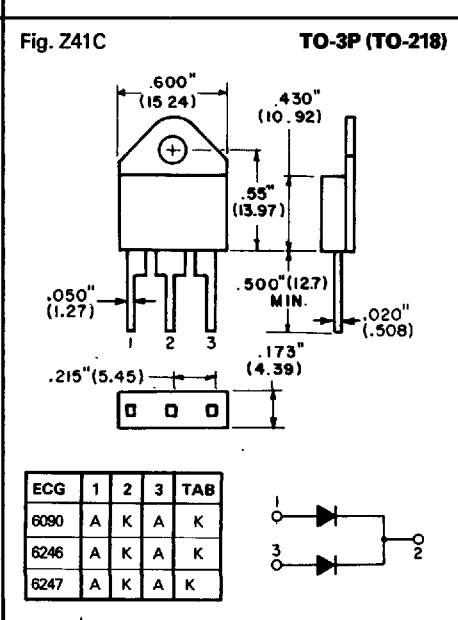 Fig. Z41C
TO-3P (TO-218)
.600"
(15 24)
.430"
(10.92)
.55"
(13.97)
.500"(12.7)
MIN.
.050"
(1.27)
.020"
(.508)
1 2 3
.173"
(4.39)
.215"(5.45)
ECG 1 2 3 TAB
6090 A K A K
6246 A K A K
6247 A K A K
1
3
2